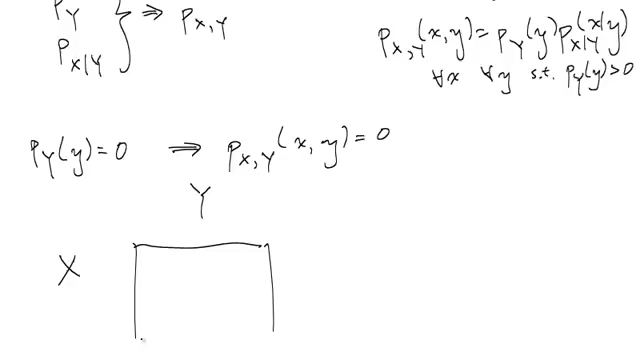 P_Y
P_{X|Y} } ⇒ P_{X,Y}
P_{X,Y}(x,y) = P_Y(y) P_{X|Y}(x|y)
∀x ∀y s.t. P_Y(y)>0
P_Y(y)=0 ⇒ P_{X,Y}(x,y)=0
Y
X